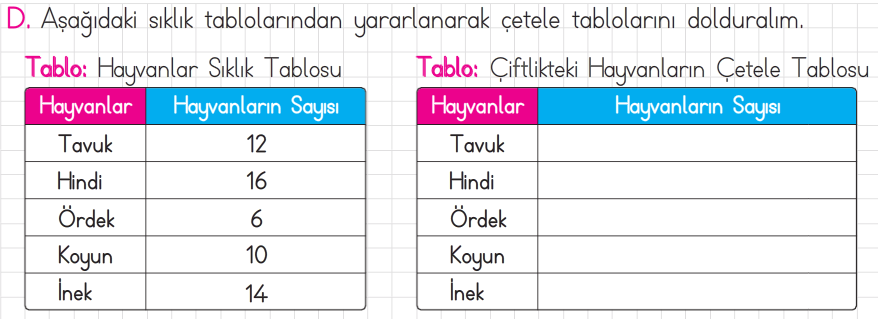 D. Aşağıdaki sıklık tablolarından yararlanarak çetele tablolarını dolduralım.
Tablo: Hayvanlar Sıklık Tablosu
Hayvanlar Hayvanların Sayısı
Tavuk 12
Hindi 16
Ördek 6
Koyun 10
İnek 14
Tablo: Çiftlikteki Hayvanların Çetele Tablosu
Hayvanlar Hayvanların Sayısı
Tavuk
Hindi
Ördek
Koyun
İnek